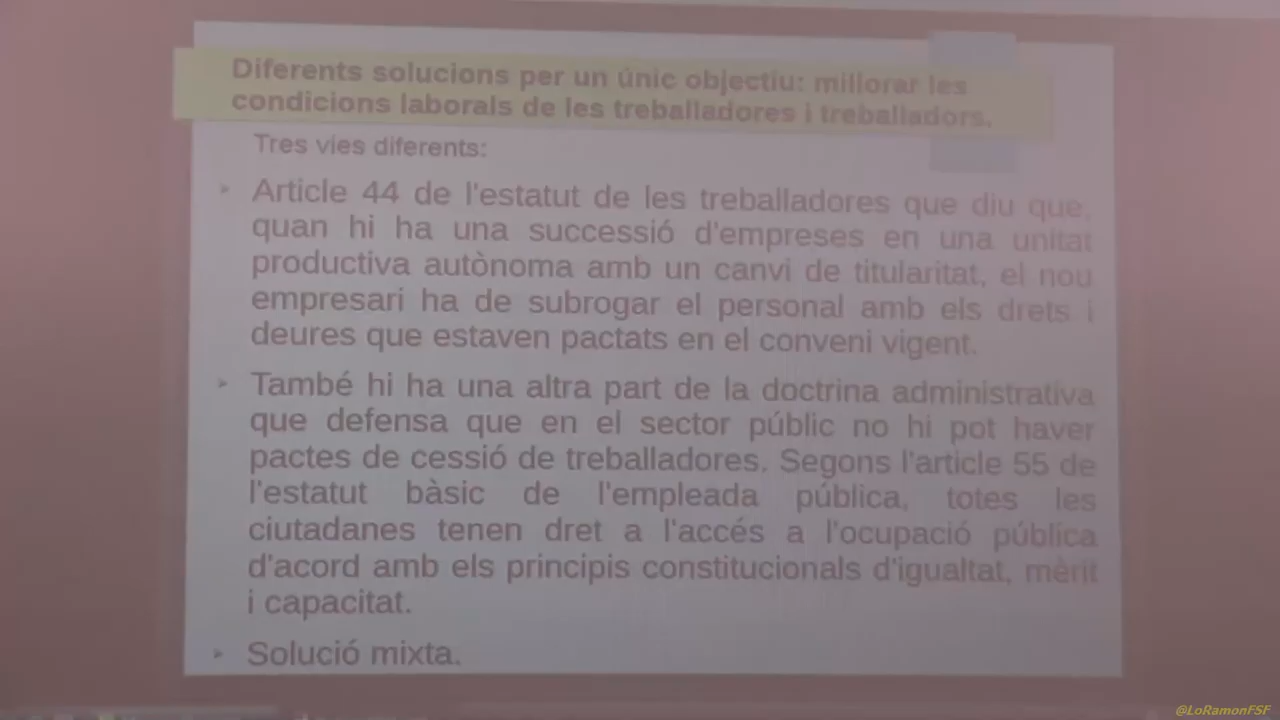 Diferents solucions per un únic objectiu: millorar les
condicions laborals de les treballadores i treballadors.
Tres vies diferents:
Article 44 de l'estatut de les treballadores que diu que,
quan hi ha una successió d'empreses en una unitat
productiva autònoma amb un canvi de titularitat, el nou
empresari ha de subrogar el personal amb els drets i
deures que estaven pactats en el conveni vigent.
També hi ha una altra part de la doctrina administrativa
que defensa que en el sector públic no hi pot haver
pactes de cessió de treballadores. Segons l'article 55 de
l'estatut bàsic de l'empleada pública, totes les
ciutadanes tenen dret a l'accés a l'ocupació pública
d'acord amb els principis constitucionals d'igualtat, mèrit
i capacitat.
Solució mixta.
@LoRamonFSF